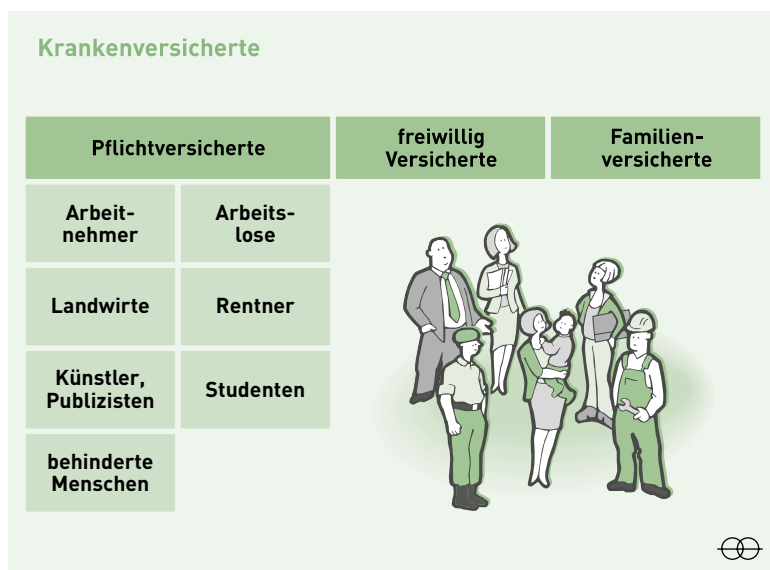 Krankenversicherte
Pflichtversicherte
freiwillig
Versicherte
Familien-
versicherte
Arbeit-
nehmer
Arbeits-
lose
Landwirte
Rentner
Künstler,
Publizisten
Studenten
behinderte
Menschen